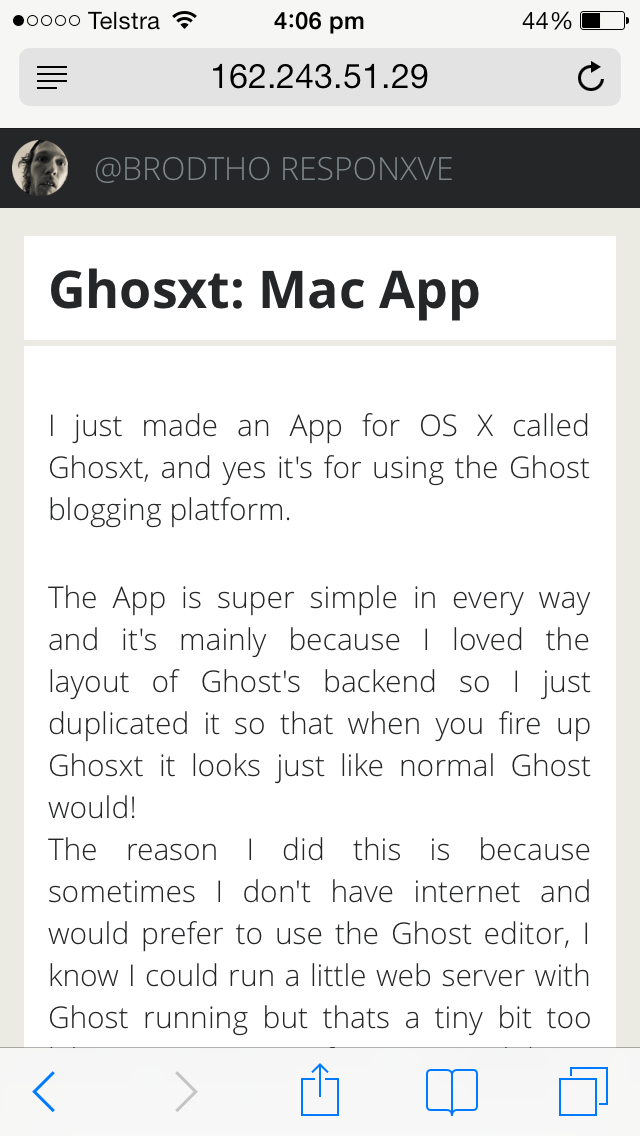 Telstra 4:06 pm 44%
162.243.51.29
@BRODTHO RESPONXVE
Ghosxt: Mac App
I just made an App for OS X called
Ghosxt, and yes it's for using the Ghost
blogging platform.
The App is super simple in every way
and it's mainly because I loved the
layout of Ghost's backend so I just
duplicated it so that when you fire up
Ghosxt it looks just like normal Ghost
would!
The reason I did this is because
sometimes I don't have internet and
would prefer to use the Ghost editor, I
know I could run a little web server with
Ghost running but thats a tiny bit too